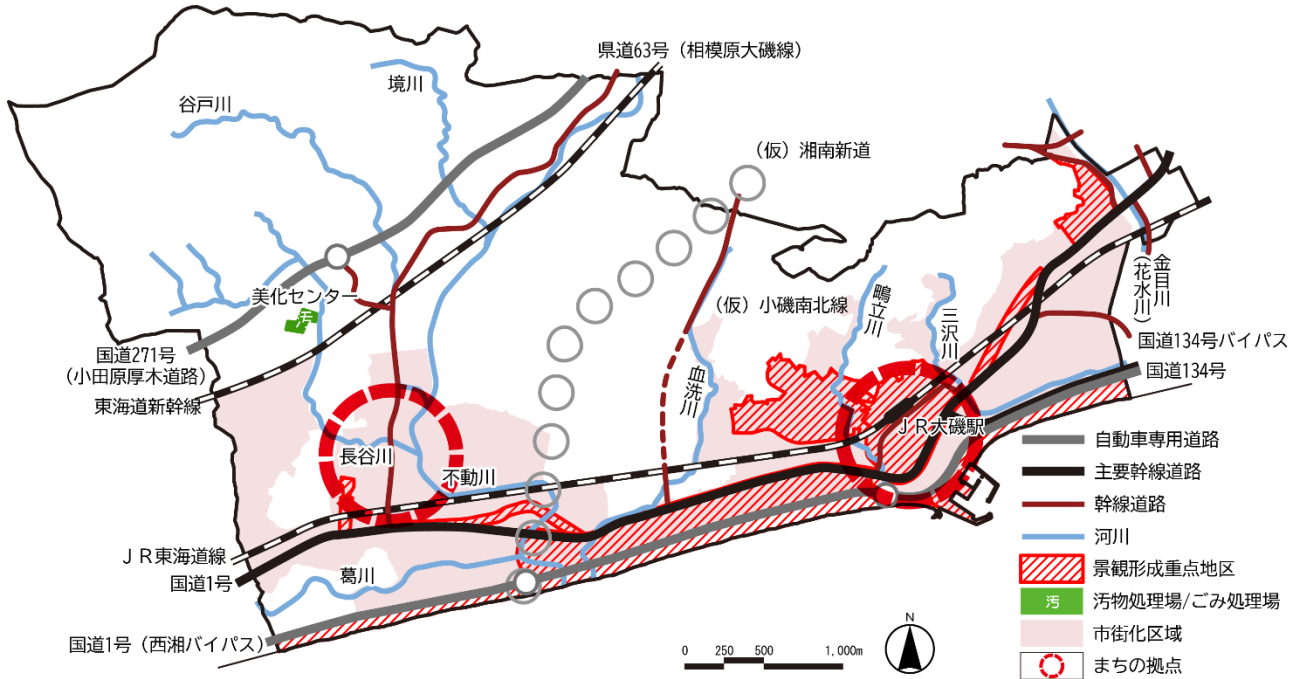 県道63号（相模原大磯線）
境川
谷戸川
（仮）湘南新道
美化センター
汚
国道271号
（小田原厚木道路）
東海道新幹線
（仮）小磯南北線
鴫立川
三沢川
血洗川
金目川
（花水川）
国道134号バイパス
国道134号
ＪＲ大磯駅
長谷川
不動川
ＪＲ東海道線
国道1号
葛川
国道1号（西湘バイパス）
0 250 500 1,000m
N
自動車専用道路
主要幹線道路
幹線道路
河川
景観形成重点地区
汚 汚物処理場/ごみ処理場
市街化区域
まちの拠点